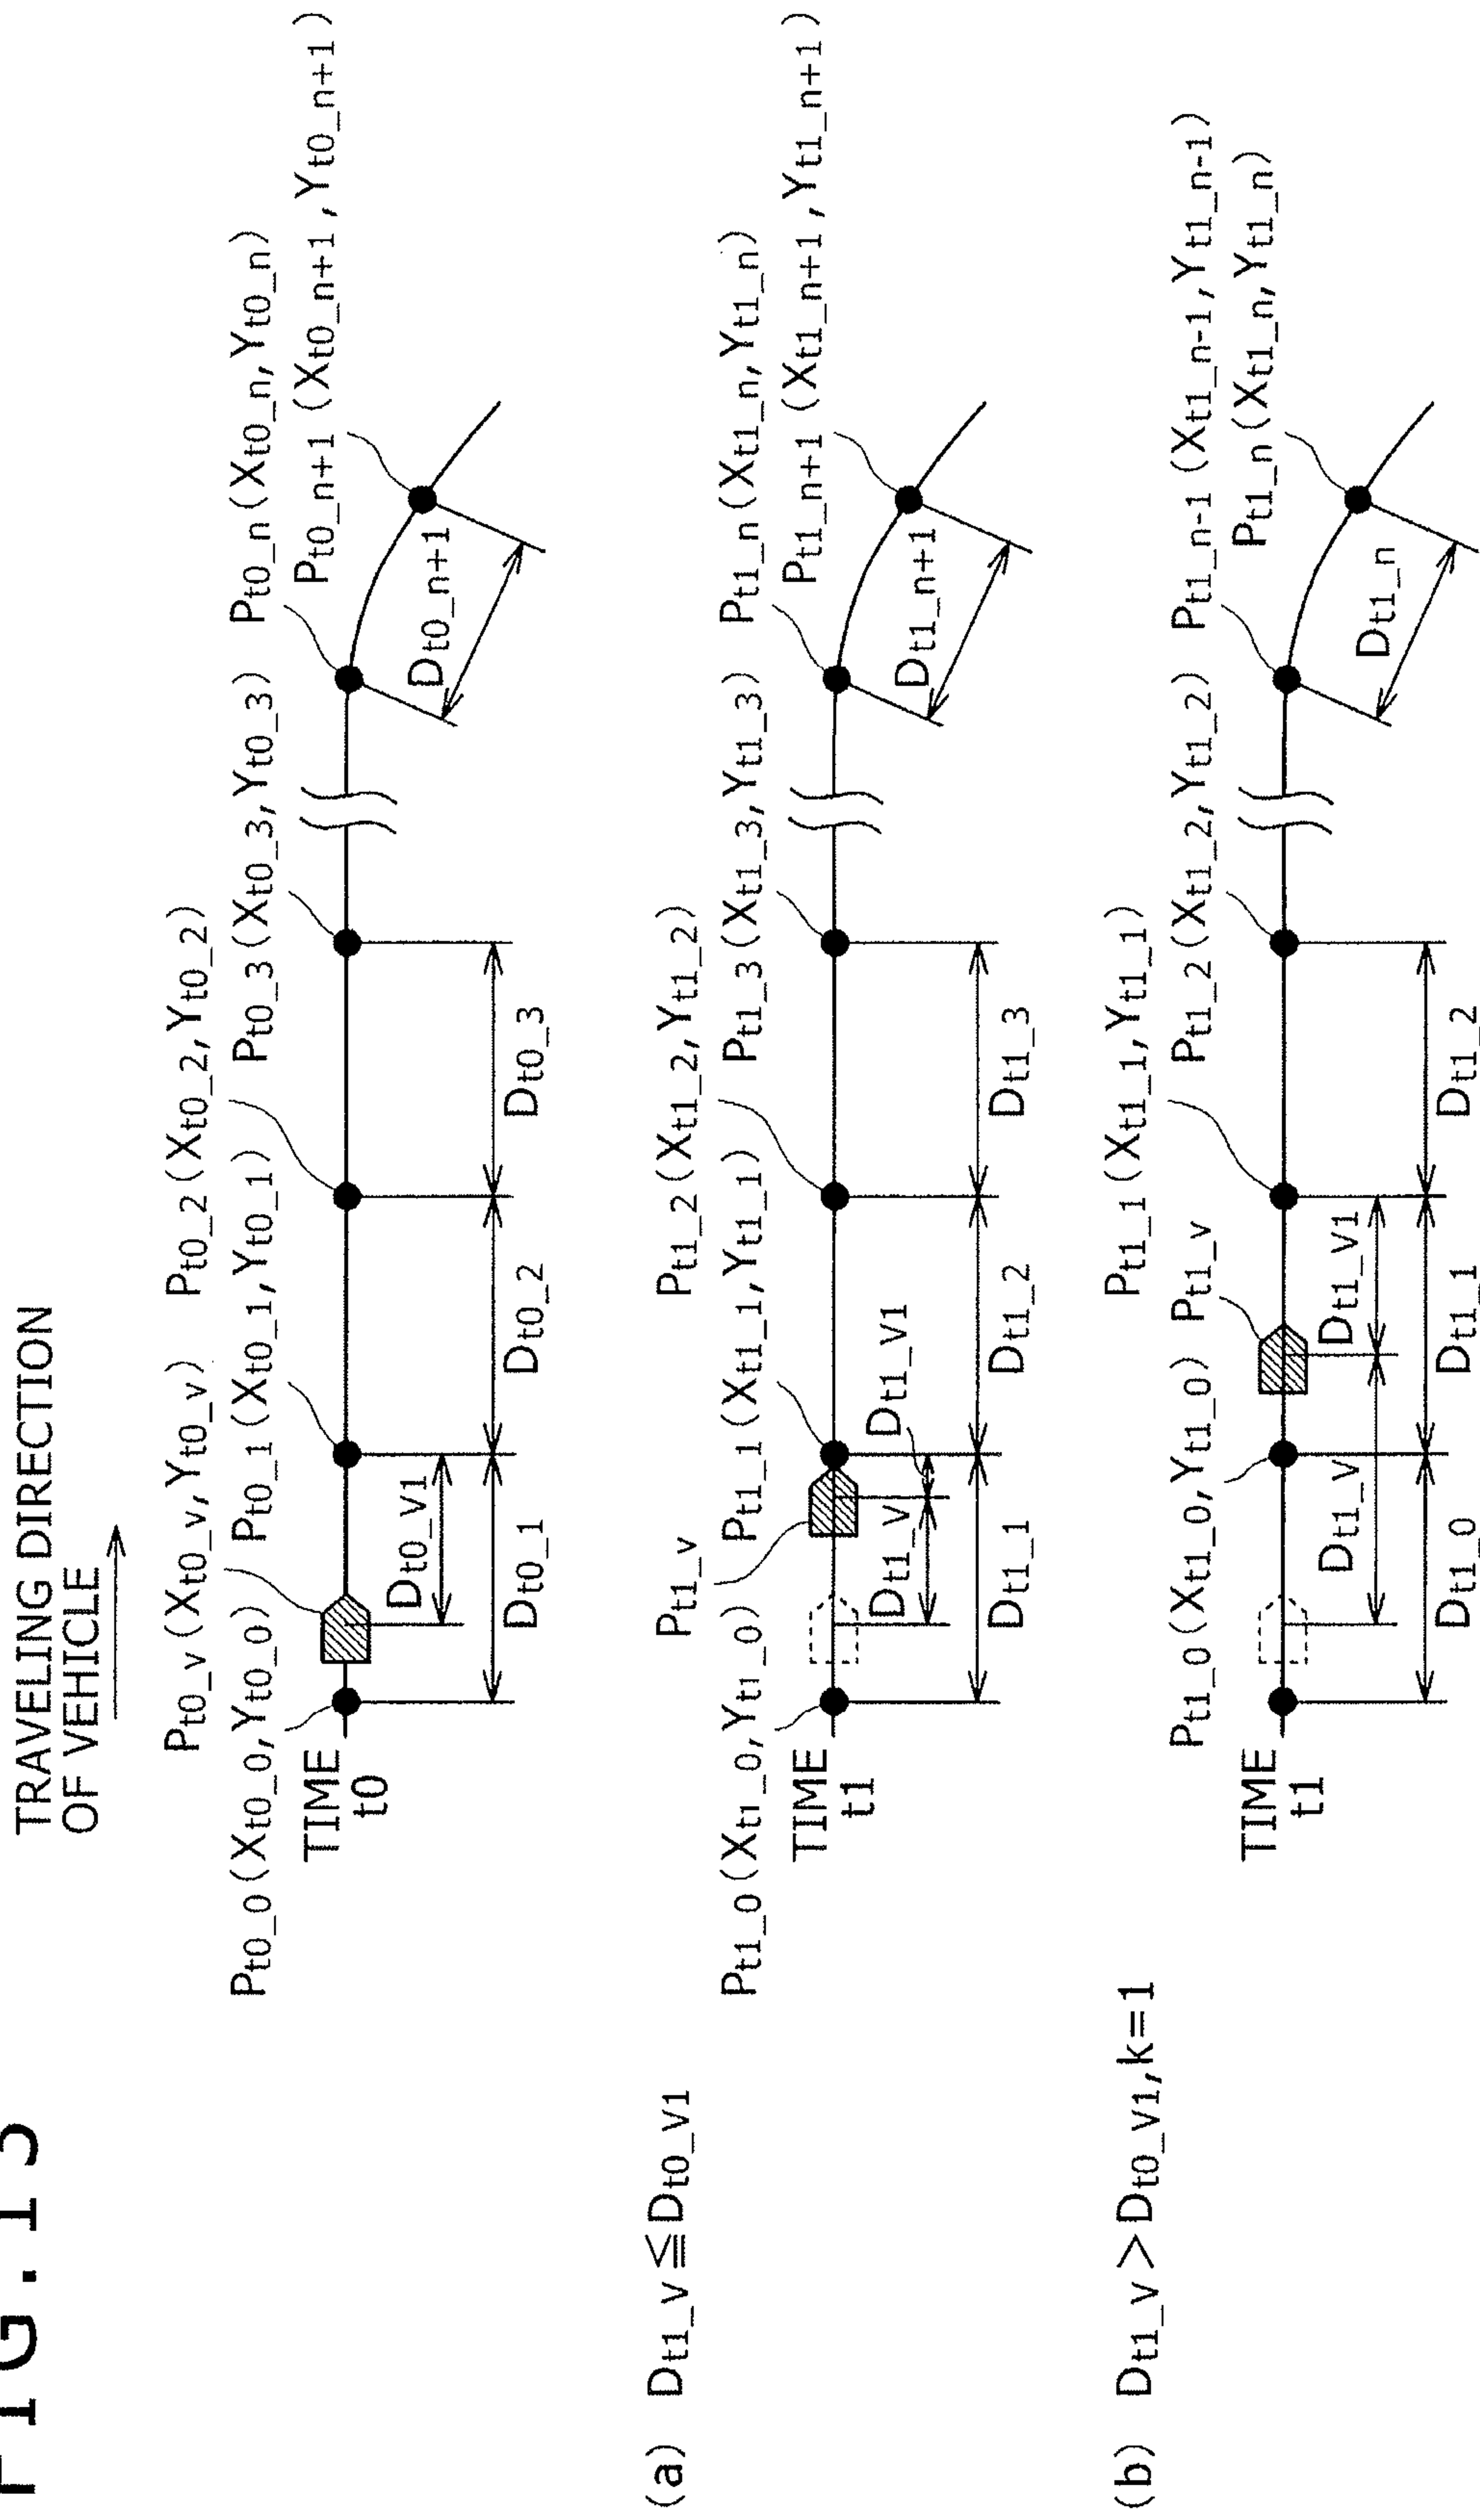 FIG.13
TRAVELING DIRECTION
OF VEHICLE
Pt0_v(Xt0_v,Yt0_v)
Pt0_2(Xt0_2,Yt0_2)
Pt0_0(Xt0_0,Yt0_0)
Pt0_1(Xt0_1,Yt0_1)
Pt0_3(Xt0_3,Yt0_3)
Pt0_n(Xt0_n,Yt0_n)
Pt0_n+1(Xt0_n+1,Yt0_n+1)
TIME
t0
Dt0_V1
Dt0_n+1
Dt0_1
Dt0_2
Dt0_3
(a) Dt1_V≦Dt0_V1
Pt1_v
Pt1_2(Xt1_2,Yt1_2)
Pt1_0(Xt1_0,Yt1_0)
Pt1_1(Xt1_1,Yt1_1)
Pt1_3(Xt1_3,Yt1_3)
Pt1_n(Xt1_n,Yt1_n)
Pt1_n+1(Xt1_n+1,Yt1_n+1)
TIME
t1
Dt1_V
Dt1_V1
Dt1_n+1
Dt1_1
Dt1_2
Dt1_3
(b) Dt1_V>Dt0_V1,k=1
Pt1_1(Xt1_1,Yt1_1)
Pt1_0(Xt1_0,Yt1_0)
Pt1_v
Pt1_2(Xt1_2,Yt1_2)
Pt1_n-1(Xt1_n-1,Yt1_n-1)
Pt1_n(Xt1_n,Yt1_n)
TIME
t1
Dt1_V
Dt1_V1
Dt1_n
Dt1_0
Dt1_1
Dt1_2